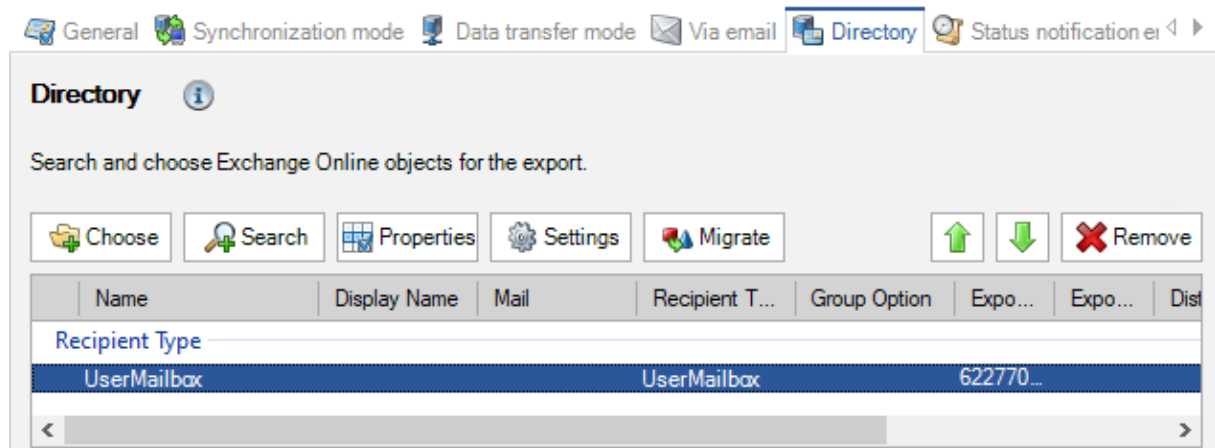 General Synchronization mode Data transfer mode Via email Directory Status notification er
Directory
Search and choose Exchange Online objects for the export.
Choose Search Properties Settings Migrate Remove
Name Display Name Mail Recipient T... Group Option Expo... Expo... Dist
Recipient Type
UserMailbox UserMailbox 622770...